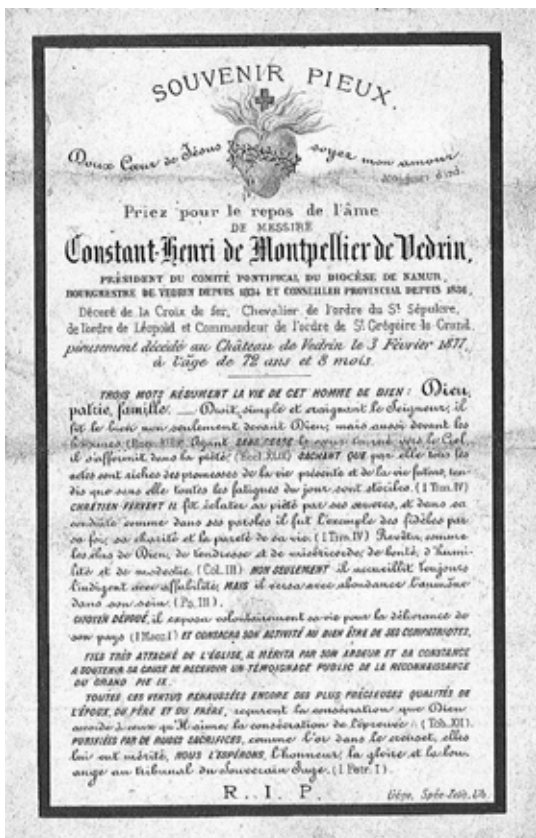 SOUVENIR PIEUX.
Doux Cœur de Jésus soyez mon amour
Priez pour le repos de l'âme
DE MESSIRE
Constant-Henri de Montpellier de Vedrin,
PRÉSIDENT DU COMITÉ PONTIFICAL DU DIOCÈSE DE NAMUR,
BOURGMESTRE DE VEDRIN DEPUIS 1834 ET CONSEILLER PROVINCIAL DEPUIS 1836,
Décoré de la Croix de fer, Chevalier de l'ordre du St Sépulcre,
de l'ordre de Léopold et Commandeur de l'ordre de St Grégoire-le-Grand,
pieusement décédé au Château de Vedrin le 3 Février 1877,
à l'âge de 72 ans et 8 mois.
TROIS MOTS RÉSUMENT LA VIE DE CET HOMME DE BIEN : Dieu,
patrie, famille. — Droit, simple et craignant le Seigneur; il
fit le bien non seulement devant Dieu; mais aussi devant les
hommes. Ayant SANS CESSE le cœur tourné vers le Ciel,
il s'affermit dans la piété; (Eccl. XLIX) SACHANT QUE par elle tous les
actes sont riches des promesses de la vie présente et de la vie future, tan-
dis que sans elle toutes les fatigues du jour sont stériles. (I Tim. IV)
CHRÉTIEN FERVENT il fit éclater sa piété par ses œuvres, et dans sa
conduite comme dans ses paroles il fut l'exemple des fidèles par
sa foi, sa charité et la pureté de sa vie. (I Tim. IV) Revêtu, comme
les élus de Dieu, de tendresse et de miséricorde; de bonté, d'humi-
lité et de modestie. (Col. III) NON SEULEMENT il accueillit toujours
l'indigent avec affabilité; MAIS il versa avec abondance l'aumône
dans son sein. (Ps. III).
CITOYEN DÉVOUÉ, il exposa volontairement sa vie pour la délivrance de
son pays (I Macc. I) ET CONSACRA SON ACTIVITÉ AU BIEN ÊTRE DE SES COMPATRIOTES,
FILS TRÈS ATTACHÉ DE L'ÉGLISE, IL MÉRITA PAR SON ARDEUR ET SA CONSTANCE
A SOUTENIR SA CAUSE DE RECEVOIR UN TÉMOIGNAGE PUBLIC DE LA RECONNAISSANCE
DU GRAND PIE IX.
TOUTES CES VERTUS REHAUSSÉES ENCORE DES PLUS PRÉCIEUSES QUALITÉS DE
L'ÉPOUX, DU PÈRE ET DU FRÈRE, reçurent la consécration que Dieu
accorde à ceux qu'Il aime; la consécration de l'épreuve. (Tob. XII).
PURIFIÉES PAR DE RUDES SACRIFICES, comme l'or dans le creuset, elles
lui ont mérité, NOUS L'ESPÉRONS, l'honneur, la gloire et la lou-
ange au tribunal du Souverain Juge. (I Petr. I).
R. I. P.
Liége,